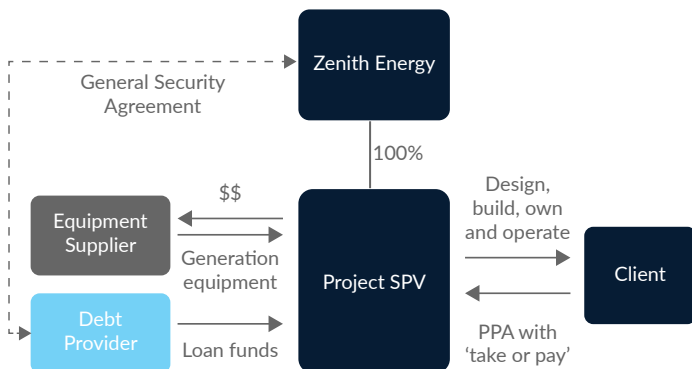 Zenith Energy
General Security
Agreement
100%
$$
Equipment
Supplier
Generation
equipment
Debt
Provider
Loan funds
Project SPV
Design,
build, own
and operate
Client
PPA with
‘take or pay’